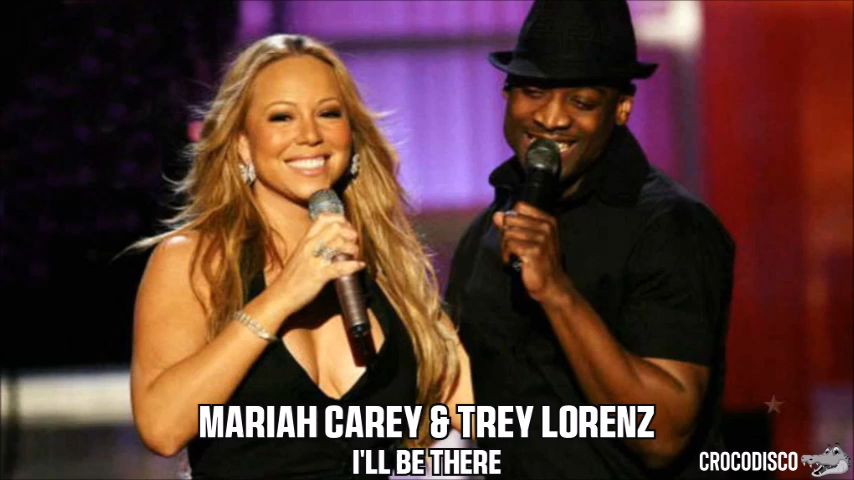 MARIAH CAREY & TREY LORENZ
I'LL BE THERE
CROCODISCO